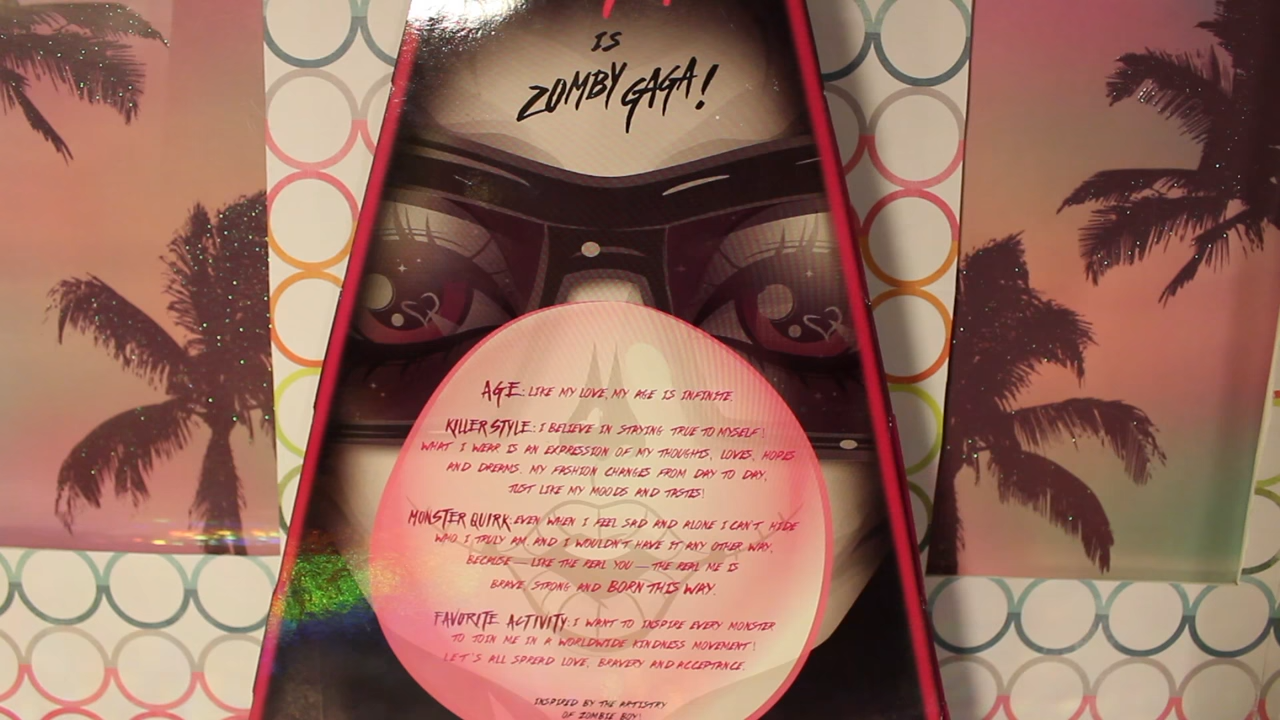 IS
ZOMBY GAGA!
AGE: LIKE MY LOVE, MY AGE IS INFINITE.
KILLER STYLE: I BELIEVE IN STAYING TRUE TO MYSELF!
WHAT I WEAR IS AN EXPRESSION OF MY THOUGHTS, LOVES, HOPES
AND DREAMS. MY FASHION CHANGES FROM DAY TO DAY,
JUST LIKE MY MOODS AND TASTES!
MONSTER QUIRK: EVEN WHEN I FEEL SAD AND ALONE I CAN'T HIDE
WHO I TRULY AM. AND I WOULDN'T HAVE IT ANY OTHER WAY,
BECAUSE — LIKE THE REAL YOU — THE REAL ME IS
BRAVE, STRONG AND BORN THIS WAY.
FAVORITE ACTIVITY: I WANT TO INSPIRE EVERY MONSTER
TO JOIN ME IN A WORLDWIDE KINDNESS MOVEMENT!
LET'S ALL SPREAD LOVE, BRAVERY AND ACCEPTANCE.
INSPIRED BY THE ARTISTRY
OF ZOMBIE BOY!